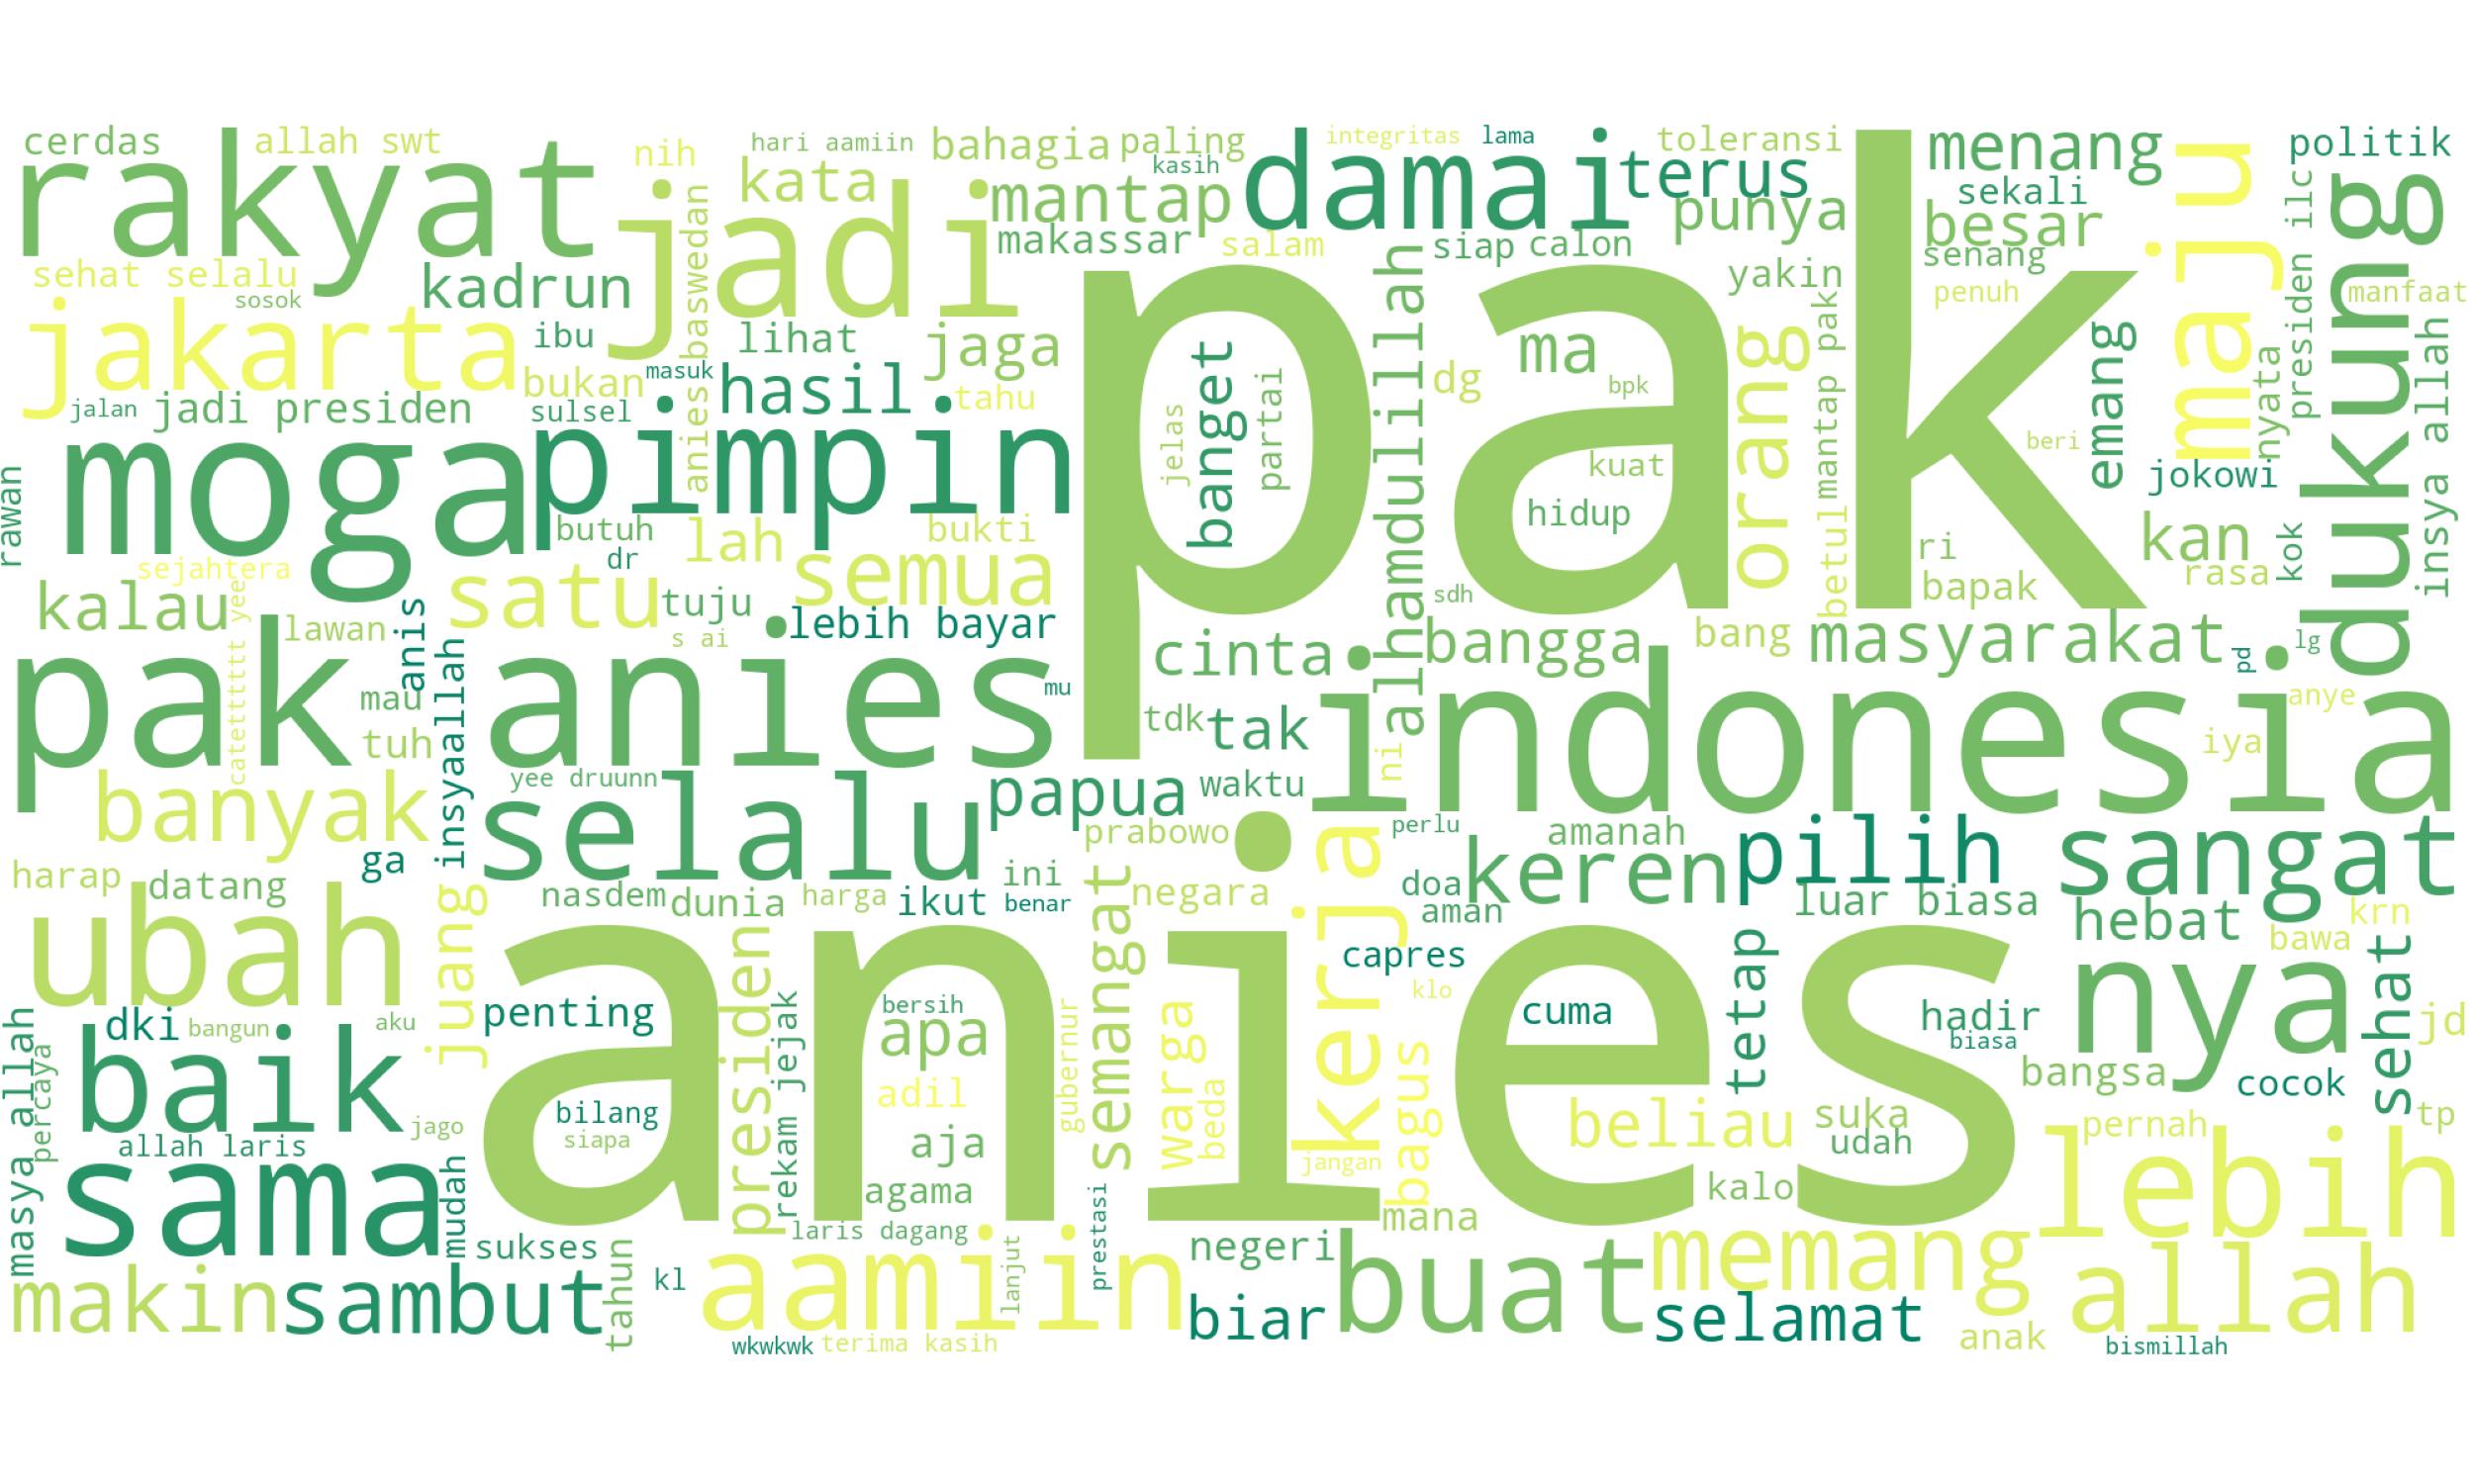 cerdas
allah swt
rakyat
nih
hari aamiin
bahagia
paling
kasih
integritas
lama
toleransi
menang
politik
kata
mantap
damai
terus
punya
sekali
besar
senang
maju
dukung
presiden ilc
manfaat
sehat selalu
sosok
kadrun
jadi
anies baswedan
makassar
salam
siap
calon
yakin
penuh
jakarta
ibu
lihat
jaga
pak
ma
bpk
orang
mantap pak
emang
nyata
insya allah
jalan
jadi presiden
bukan
masuk
sulsel
hasil
tahu
jelas
banget
partai
alhamdulillah
dg
kuat
hidup
beri
jokowi
rawan
moga
pimpin
butuh
dr
lah
bukti
betul
ri
kan
kok
sejahtera
satu
semua
sdh
bapak
rasa
kalau
catettttttt yee
lawan
anis
tuju
s ai
lebih bayar
cinta
bangga
bang
masyarakat
pd
lg
pak anies
mau
tuh
insyaallah
mu
tdk
tak
ni
indonesia
anye
iya
banyak
yee druunn
selalu
papua
waktu
prabowo
kerja
perlu
amanah
keren
pilih
sangat
harap
datang
ga
nasdem
dunia
harga
ikut
ini
benar
semangat
negara
doa
aman
luar biasa
hebat
krn
bawa
ubah
juang
anies
presiden
capres
klo
tetap
nya
sehat
jd
masya allah
percaya
dki
bangun
aku
penting
rekam jejak
bersih
apa
gubernur
warga
beda
bagus
cuma
hadir
biasa
bangsa
cocok
baik
jago
bilang
siapa
adil
aja
jangan
beliau
suka
udah
pernah
tp
allah laris
sama
mudah
agama
mana
kalo
lebih
sukses
laris dagang
prestasi
negeri
memang
makin
sambut
tahun
kl
aamiin
lanjut
biar
buat
selamat
anak
allah
wkwkwk
terima kasih
bismillah